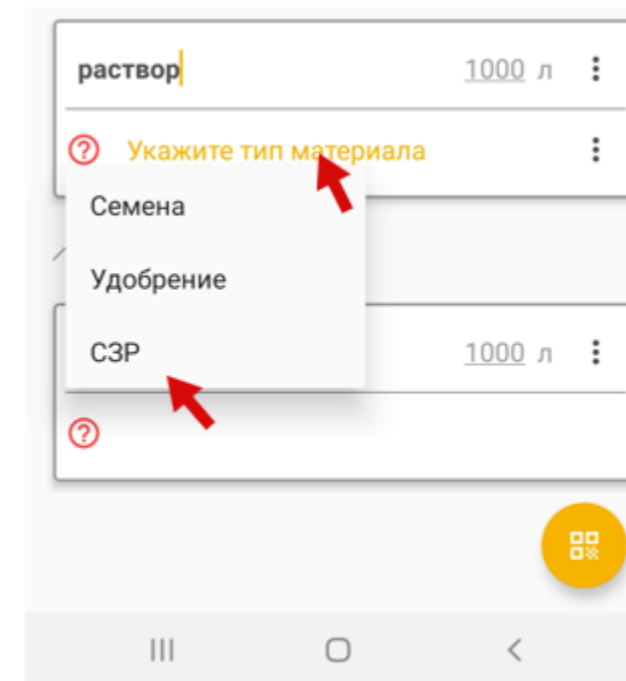 раствор 1000 л
Укажите тип материала
Семена
Удобрение
СЗР 1000 л